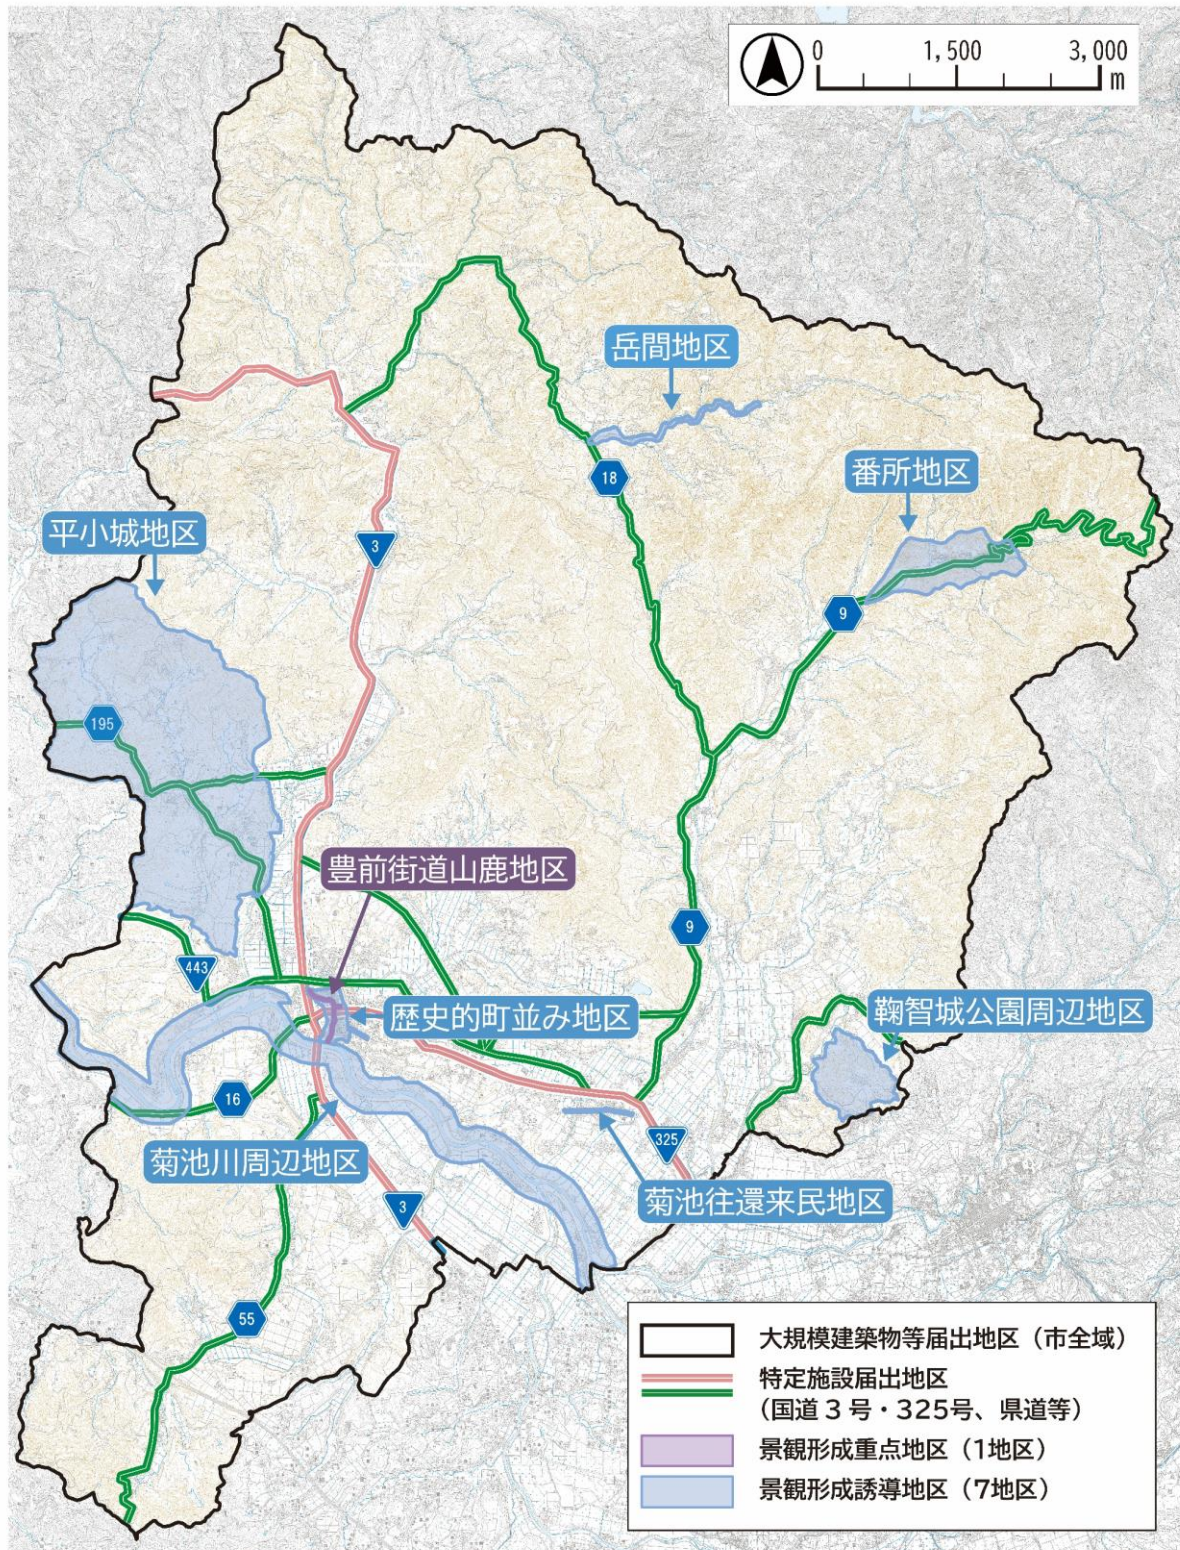 0 1,500 3,000
m
岳間地区
18
番所地区
平小城地区
3
9
195
豊前街道山鹿地区
9
443
歴史的町並み地区
鞠智城公園周辺地区
16
325
菊池川周辺地区
菊池往還来民地区
3
55
大規模建築物等届出地区（市全域）
特定施設届出地区
（国道３号・325号、県道等）
景観形成重点地区（1地区）
景観形成誘導地区（7地区）